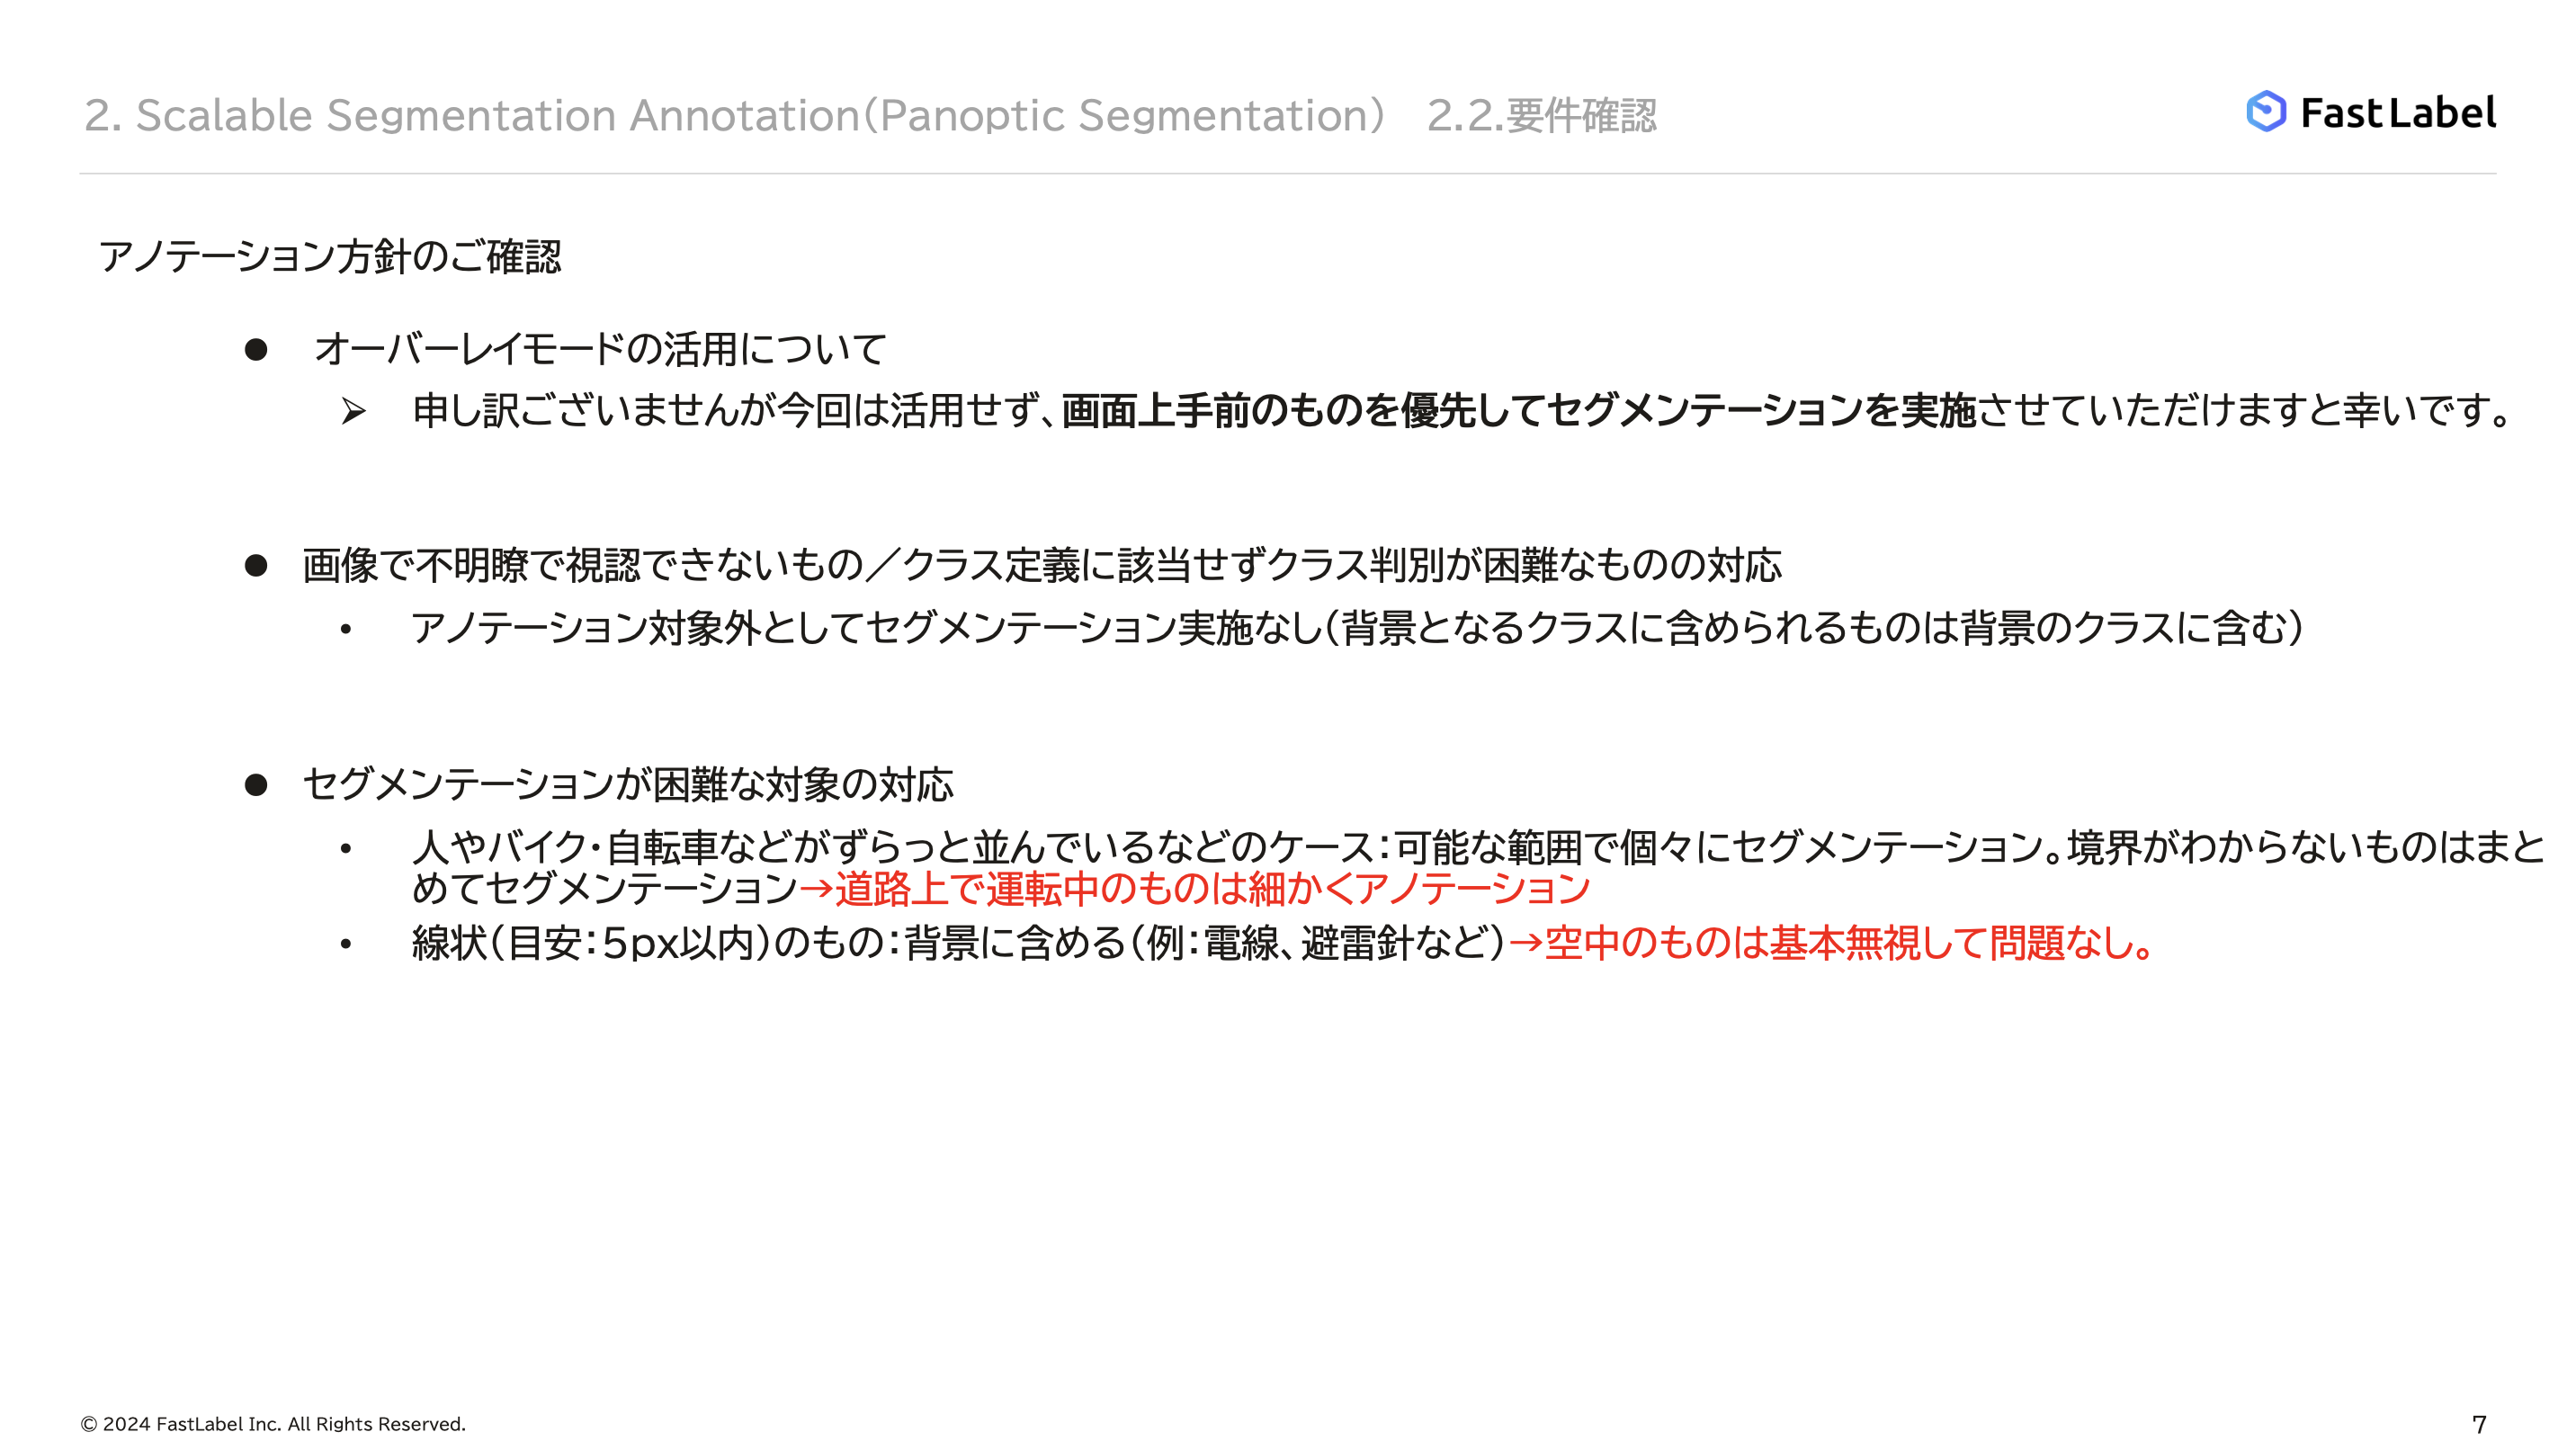 2. Scalable Segmentation Annotation(Panoptic Segmentation) 2.2.要件確認
FastLabel
アノテーション方針のご確認
● オーバーレイモードの活用について
➢ 申し訳ございませんが今回は活用せず、画面上手前のものを優先してセグメンテーションを実施させていただけますと幸いです。
● 画像で不明瞭で視認できないもの／クラス定義に該当せずクラス判別が困難なものの対応
• アノテーション対象外としてセグメンテーション実施なし（背景となるクラスに含められるものは背景のクラスに含む）
● セグメンテーションが困難な対象の対応
• 人やバイク・自転車などがずらっと並んでいるなどのケース：可能な範囲で個々にセグメンテーション。境界がわからないものはまと
めてセグメンテーション→道路上で運転中のものは細かくアノテーション
• 線状（目安：5px以内）のもの：背景に含める（例：電線、避雷針など）→空中のものは基本無視して問題なし。
© 2024 FastLabel Inc. All Rights Reserved.
7